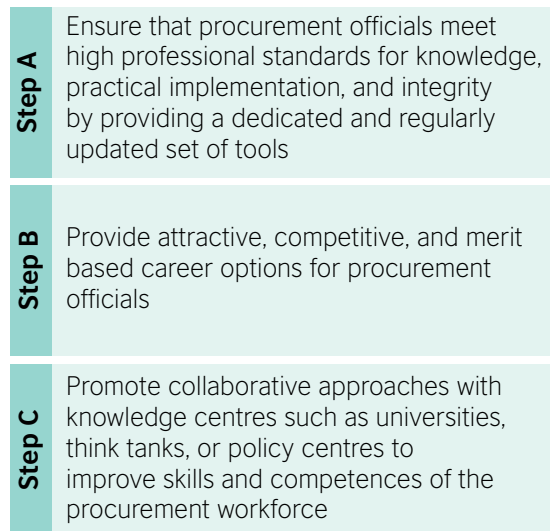 Step A
Ensure that procurement officials meet
high professional standards for knowledge,
practical implementation, and integrity
by providing a dedicated and regularly
updated set of tools
Step B
Provide attractive, competitive, and merit
based career options for procurement
officials
Step C
Promote collaborative approaches with
knowledge centres such as universities,
think tanks, or policy centres to
improve skills and competences of the
procurement workforce